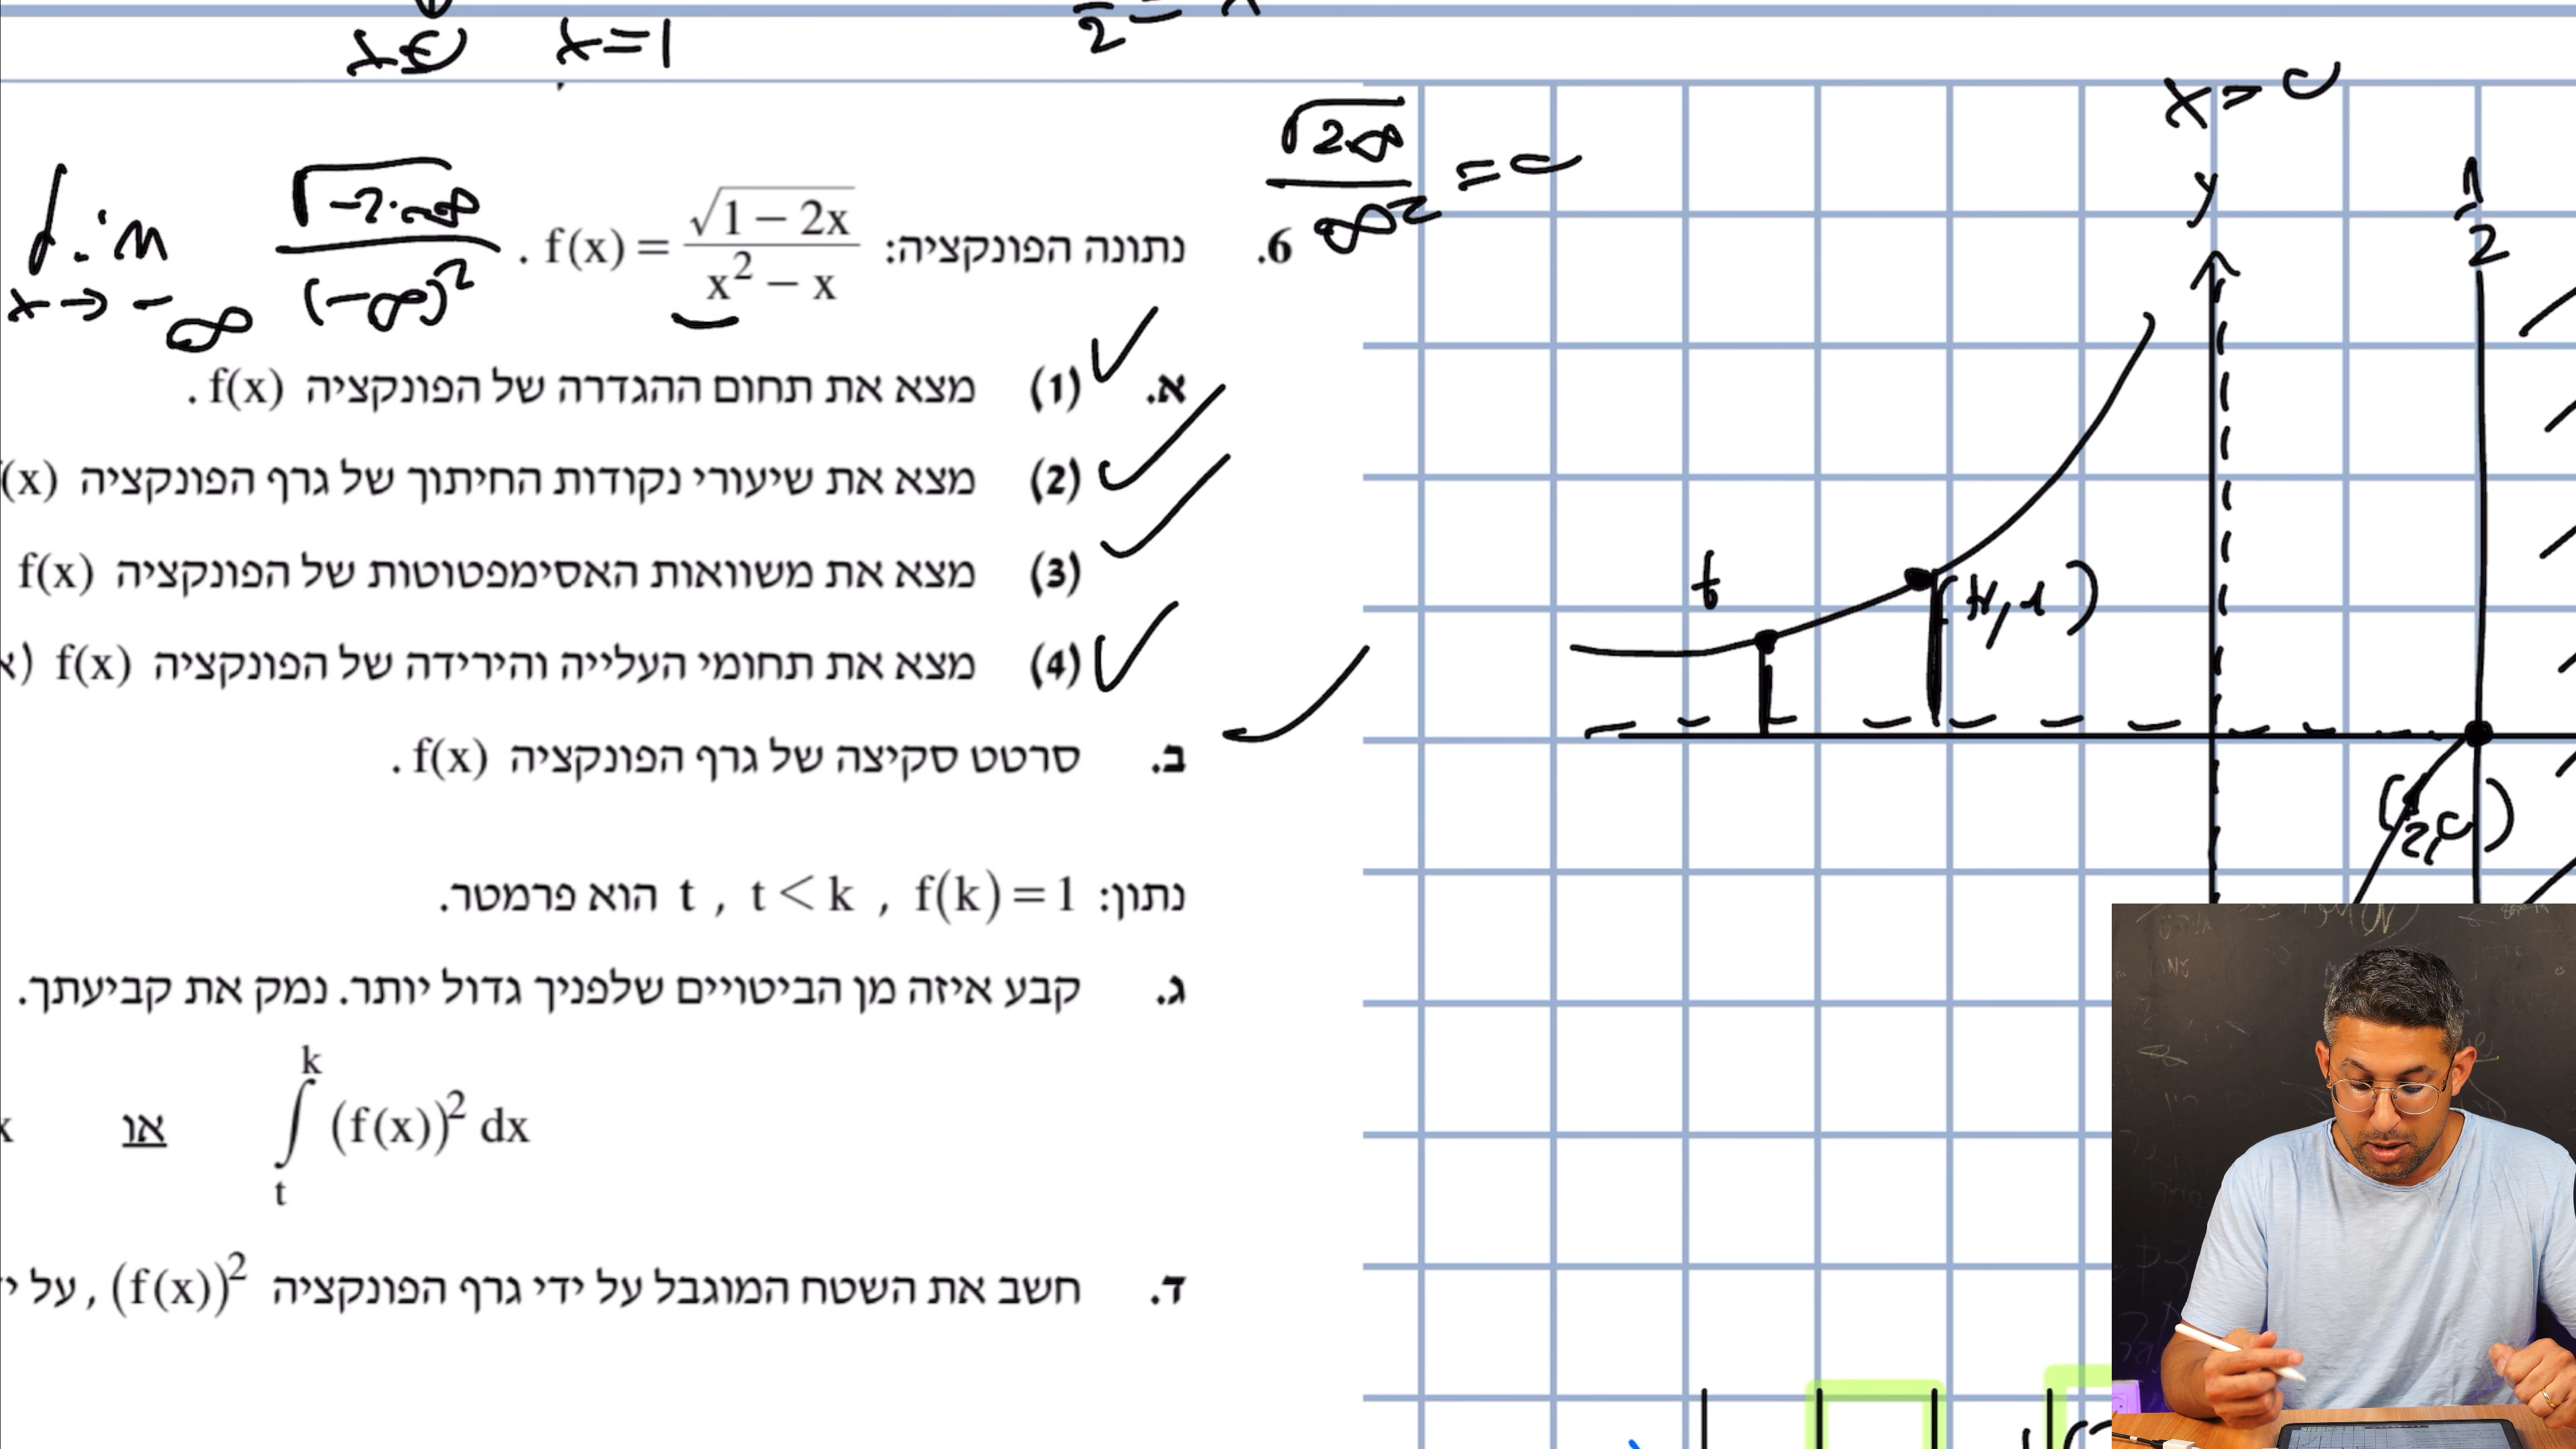 x=1
6. נתונה הפונקציה: f(x) = √(1 − 2x) / (x² − x) .
lim x→−∞ √(−2·−∞) / (−∞)²
√(2∞) / ∞² = 0
א. (1) מצא את תחום ההגדרה של הפונקציה f(x) .
(2) מצא את שיעורי נקודות החיתוך של גרף הפונקציה (x)
(3) מצא את משוואות האסימפטוטות של הפונקציה f(x)
(4) מצא את תחומי העלייה והירידה של הפונקציה f(x)
ב. סרטט סקיצה של גרף הפונקציה f(x) .
נתון: f(k) = 1 , t < k , t הוא פרמטר.
ג. קבע איזה מן הביטויים שלפניך גדול יותר. נמק את קביעתך.
∫ₜᵏ (f(x))² dx או x
ד. חשב את השטח המוגבל על ידי גרף הפונקציה (f(x))² , על י
x=0
y
1/2
t
(k,1)